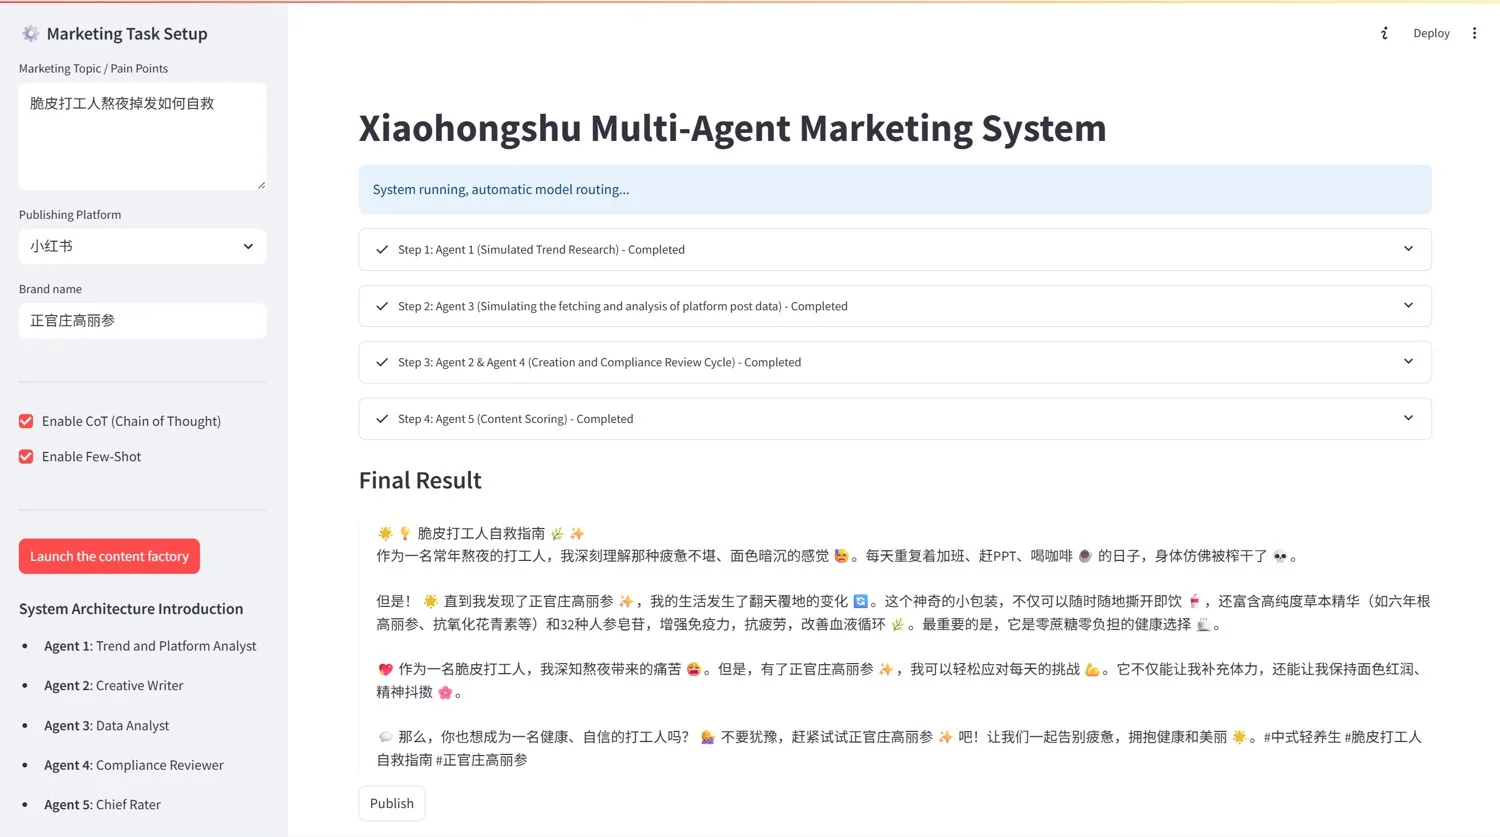 ⚙️ Marketing Task Setup
Marketing Topic / Pain Points
脆皮打工人熬夜掉发如何自救
Publishing Platform
小红书
Brand name
正官庄高丽参
Enable CoT (Chain of Thought)
Enable Few-Shot
Launch the content factory
System Architecture Introduction
• Agent 1: Trend and Platform Analyst
• Agent 2: Creative Writer
• Agent 3: Data Analyst
• Agent 4: Compliance Reviewer
• Agent 5: Chief Rater
Deploy
Xiaohongshu Multi-Agent Marketing System
System running, automatic model routing...
Step 1: Agent 1 (Simulated Trend Research) - Completed
Step 2: Agent 3 (Simulating the fetching and analysis of platform post data) - Completed
Step 3: Agent 2 & Agent 4 (Creation and Compliance Review Cycle) - Completed
Step 4: Agent 5 (Content Scoring) - Completed
Final Result
🌟💡 脆皮打工人自救指南 🌿✨
作为一名常年熬夜的打工人，我深刻理解那种疲惫不堪、面色暗沉的感觉 😓。每天重复着加班、赶PPT、喝咖啡 ☕ 的日子，身体仿佛被榨干了 💀。
但是！ 🌟 直到我发现了正官庄高丽参 ✨，我的生活发生了翻天覆地的变化 🔄。这个神奇的小包装，不仅可以随时随地撕开即饮 🥤，还富含高纯度草本精华（如六年根
高丽参、抗氧化花青素等）和32种人参皂苷，增强免疫力，抗疲劳，改善血液循环 🌿。最重要的是，它是零蔗糖零负担的健康选择 🍵。
💖 作为一名脆皮打工人，我深知熬夜带来的痛苦 😩。但是，有了正官庄高丽参 ✨，我可以轻松应对每天的挑战 💪。它不仅能让我补充体力，还能让我保持面色红润、
精神抖擞 🌸。
💬 那么，你也想成为一名健康、自信的打工人吗？ 💁‍♀️ 不要犹豫，赶紧试试正官庄高丽参 ✨ 吧！让我们一起告别疲惫，拥抱健康和美丽 🌟。#中式轻养生 #脆皮打工人
自救指南 #正官庄高丽参
Publish